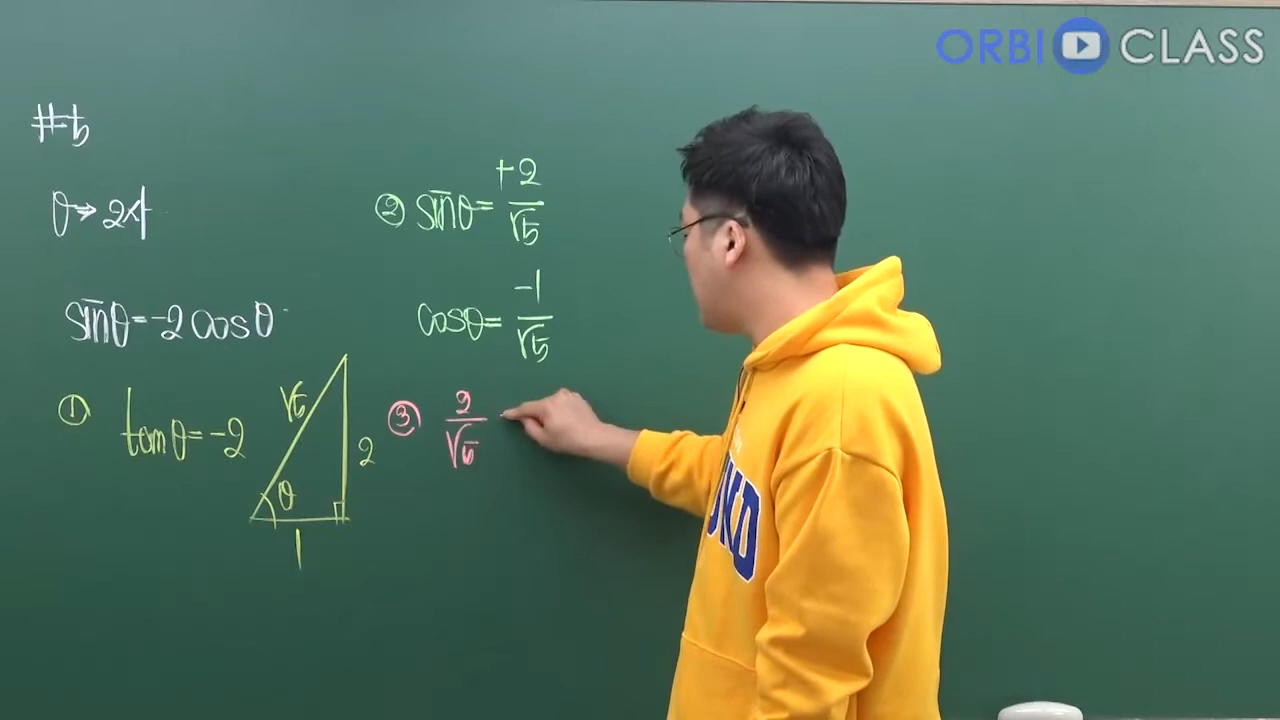 ORBI CLASS
#5
θ→2사
sinθ=-2cosθ
① tanθ=-2
√5
2
θ
1
② sinθ=+2/√5
cosθ=-1/√5
③ 2/√5